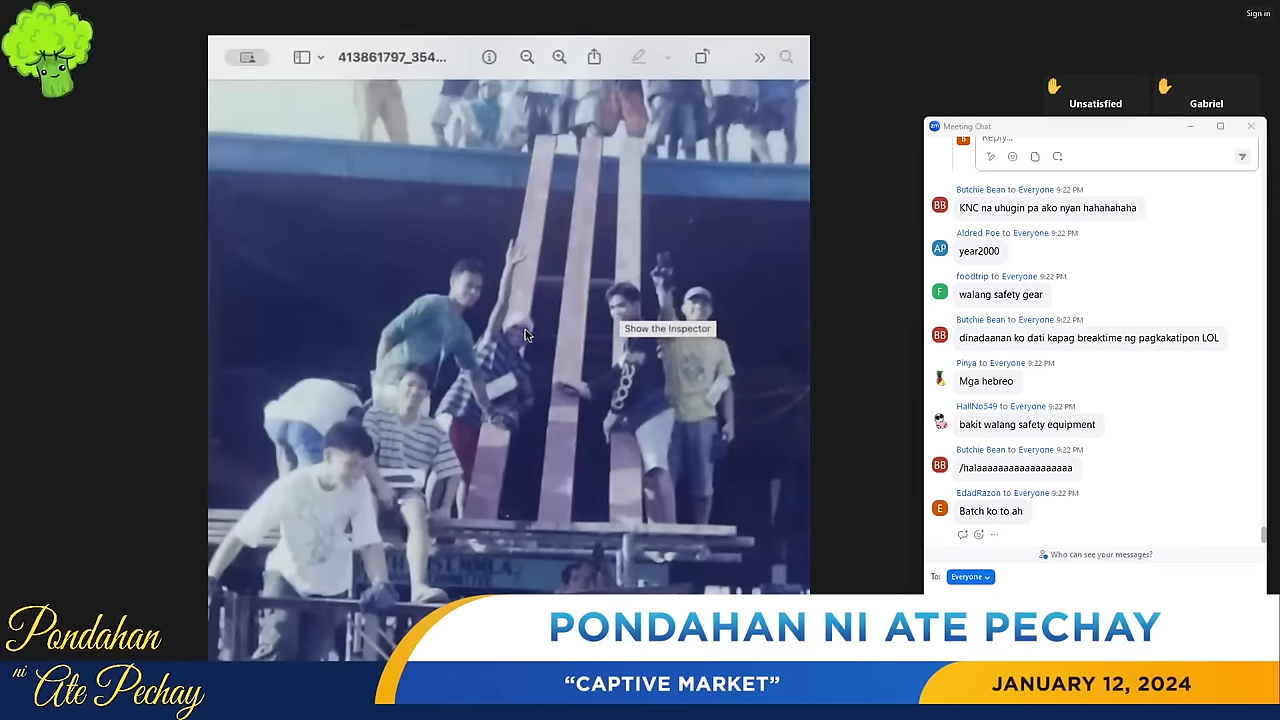 Sign in
413861797_354...
Unsatisfied
Gabriel
zm Meeting Chat
B Reply...
Butchie Bean to Everyone 9:22 PM
BB KNC na uhugin pa ako nyan hahahahaha
Aldred Poe to Everyone 9:22 PM
AP year2000
foodtrip to Everyone 9:22 PM
F walang safety gear
Butchie Bean to Everyone 9:22 PM
BB dinadaanan ko dati kapag breaktime ng pagkakatipon LOL
Pinya to Everyone 9:22 PM
Mga hebreo
HallNo549 to Everyone 9:22 PM
bakit walang safety equipment
Butchie Bean to Everyone 9:22 PM
BB /halaaaaaaaaaaaaaaaaaa
EdadRazon to Everyone 9:22 PM
E Batch ko to ah
Who can see your messages?
To: Everyone
Show the Inspector
Pondahan
ni Ate Pechay
PONDAHAN NI ATE PECHAY
“CAPTIVE MARKET”
JANUARY 12, 2024